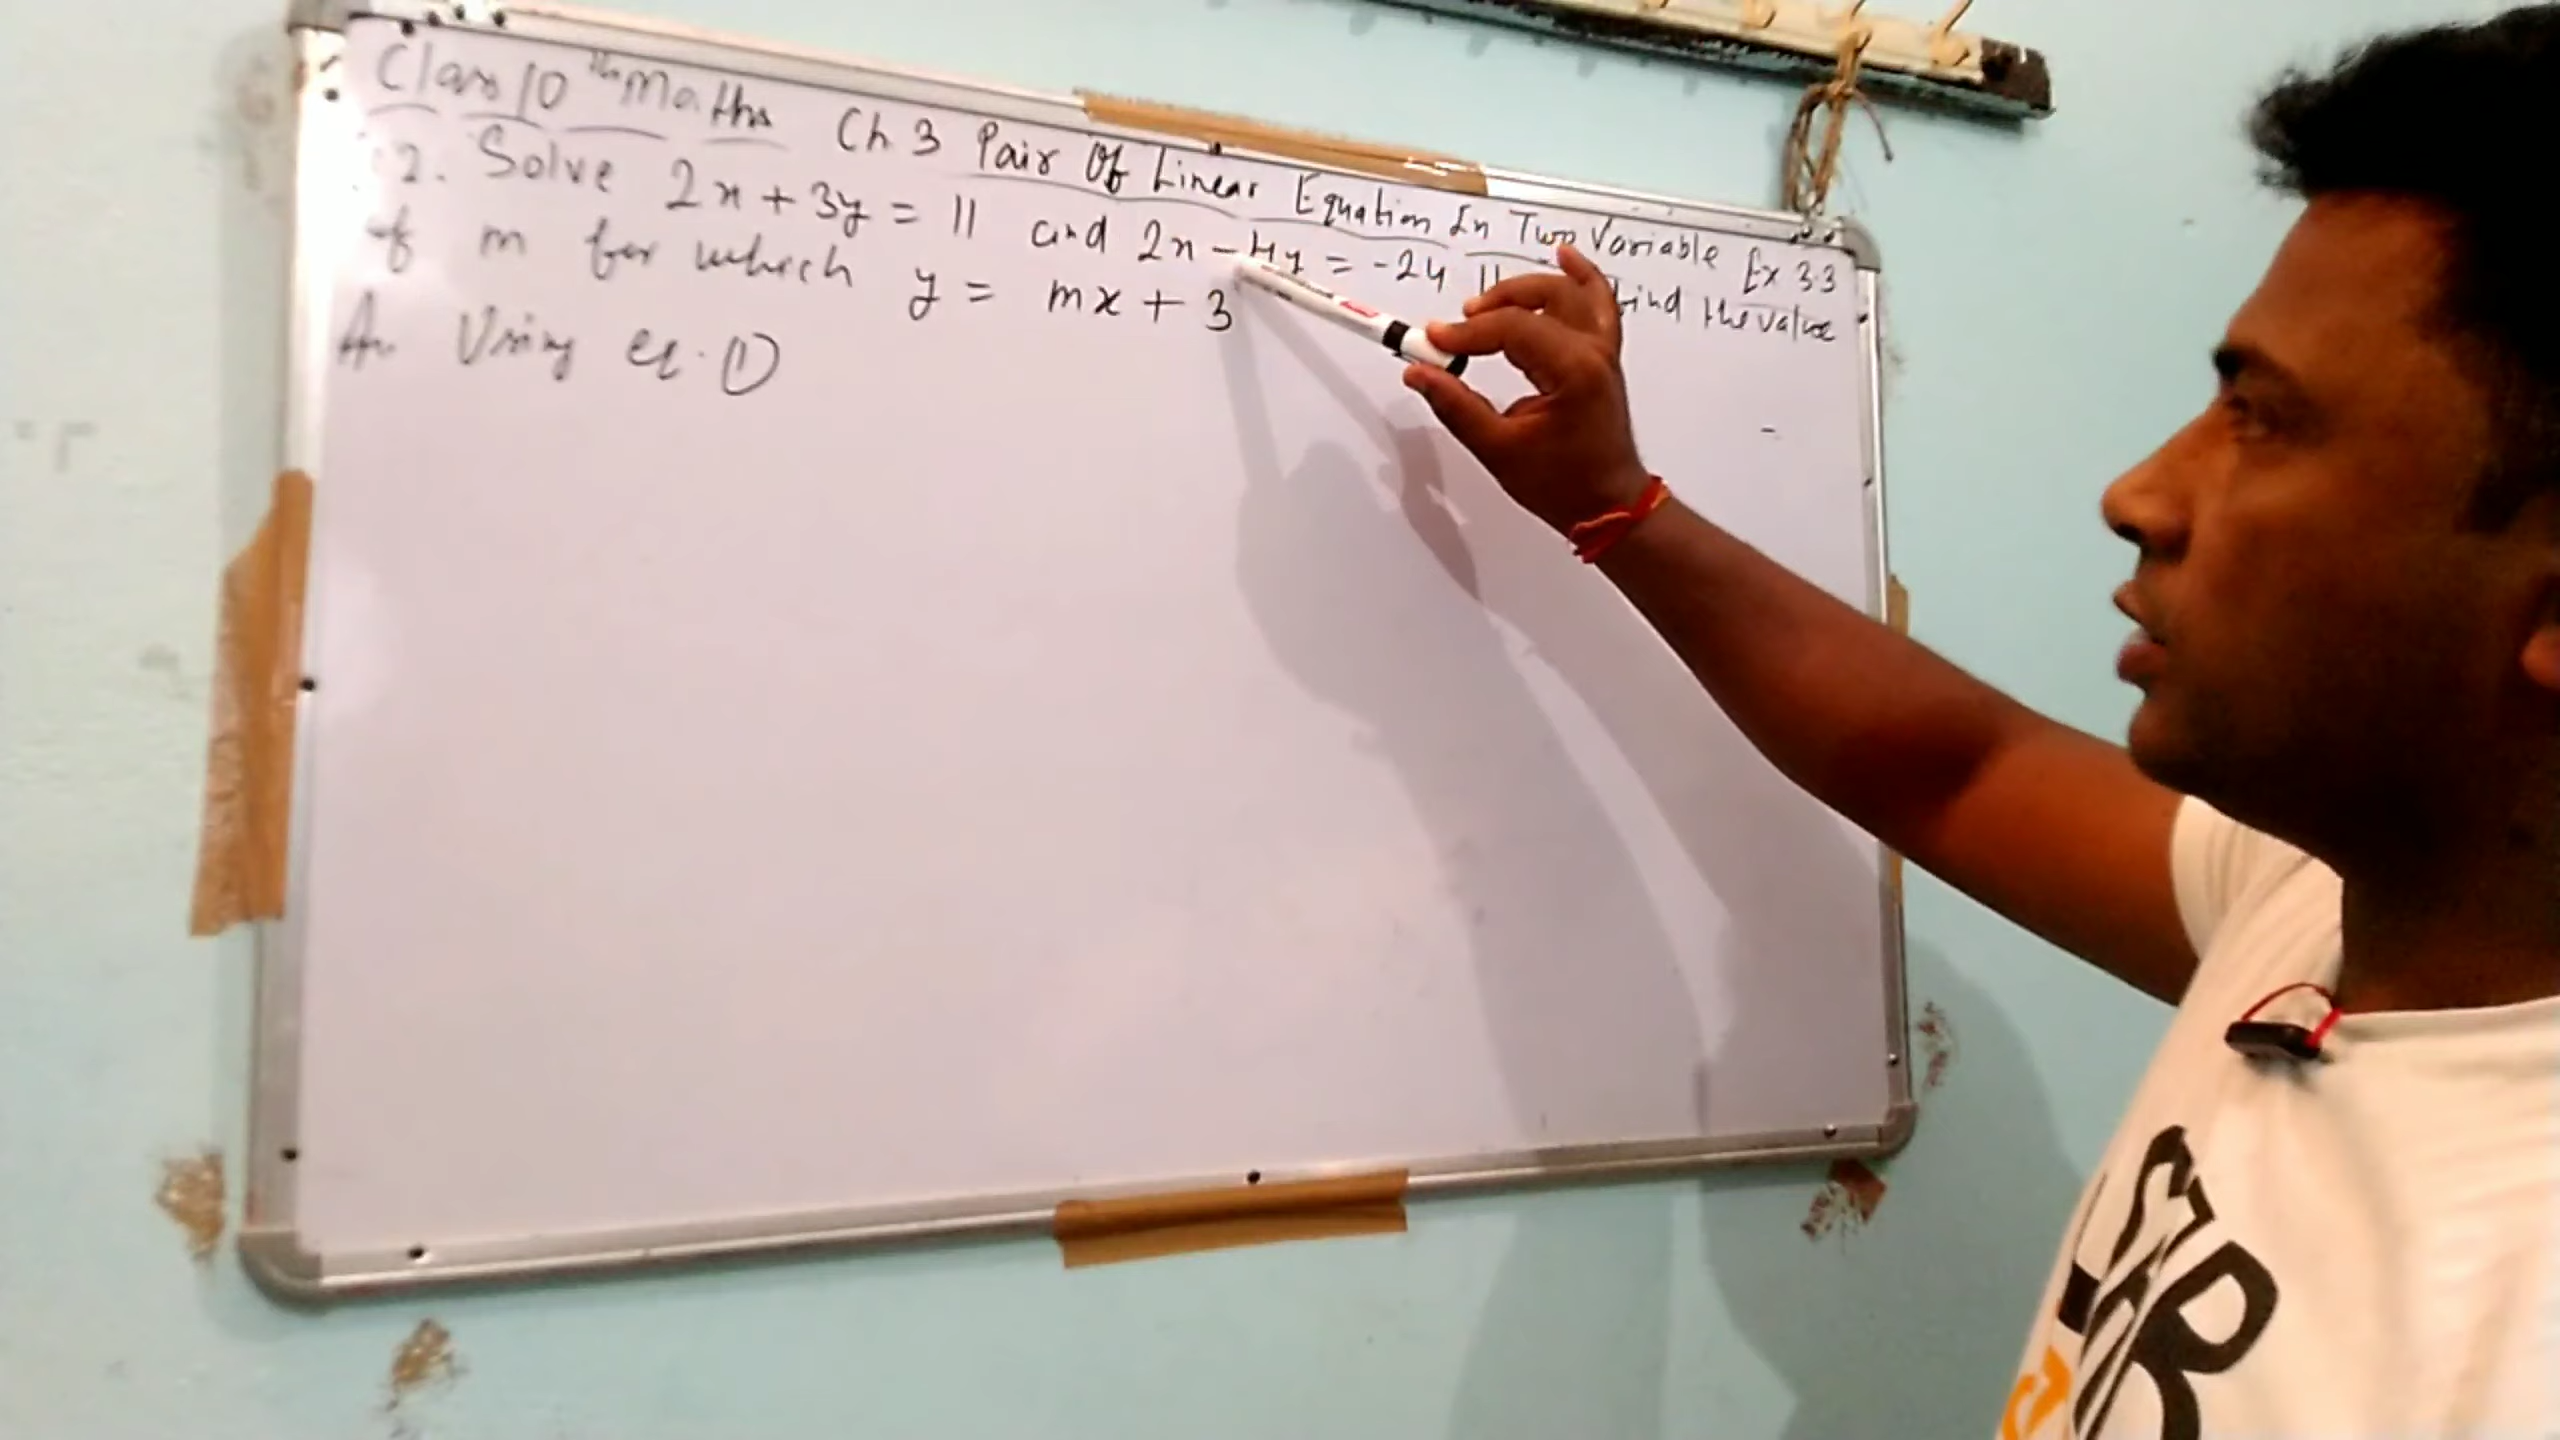 Class 10th Maths Ch 3 Pair Of Linear Equation In Two Variable Ex 3.3
2. Solve 2x + 3y = 11 and 2x - 4y = -24 find the value
of m for which y = mx + 3
An Using eq. ①